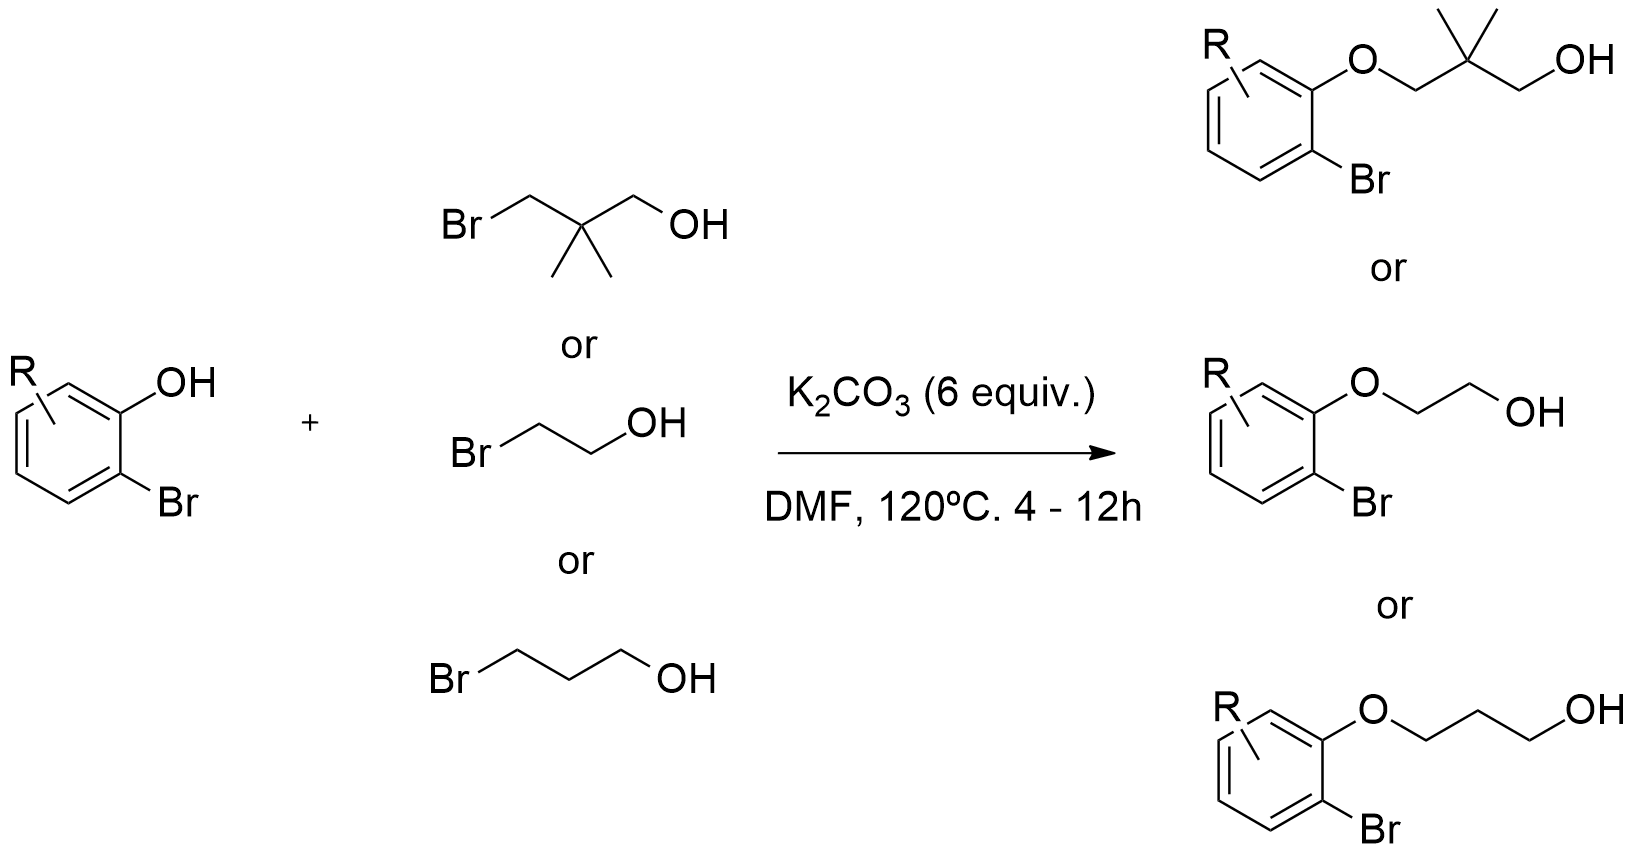 R
OH
Br
+
Br
OH
or
Br
OH
or
Br
OH
K₂CO₃ (6 equiv.)
DMF, 120ºC. 4 - 12h
R
O
OH
Br
or
R
O
OH
Br
or
R
O
OH
Br